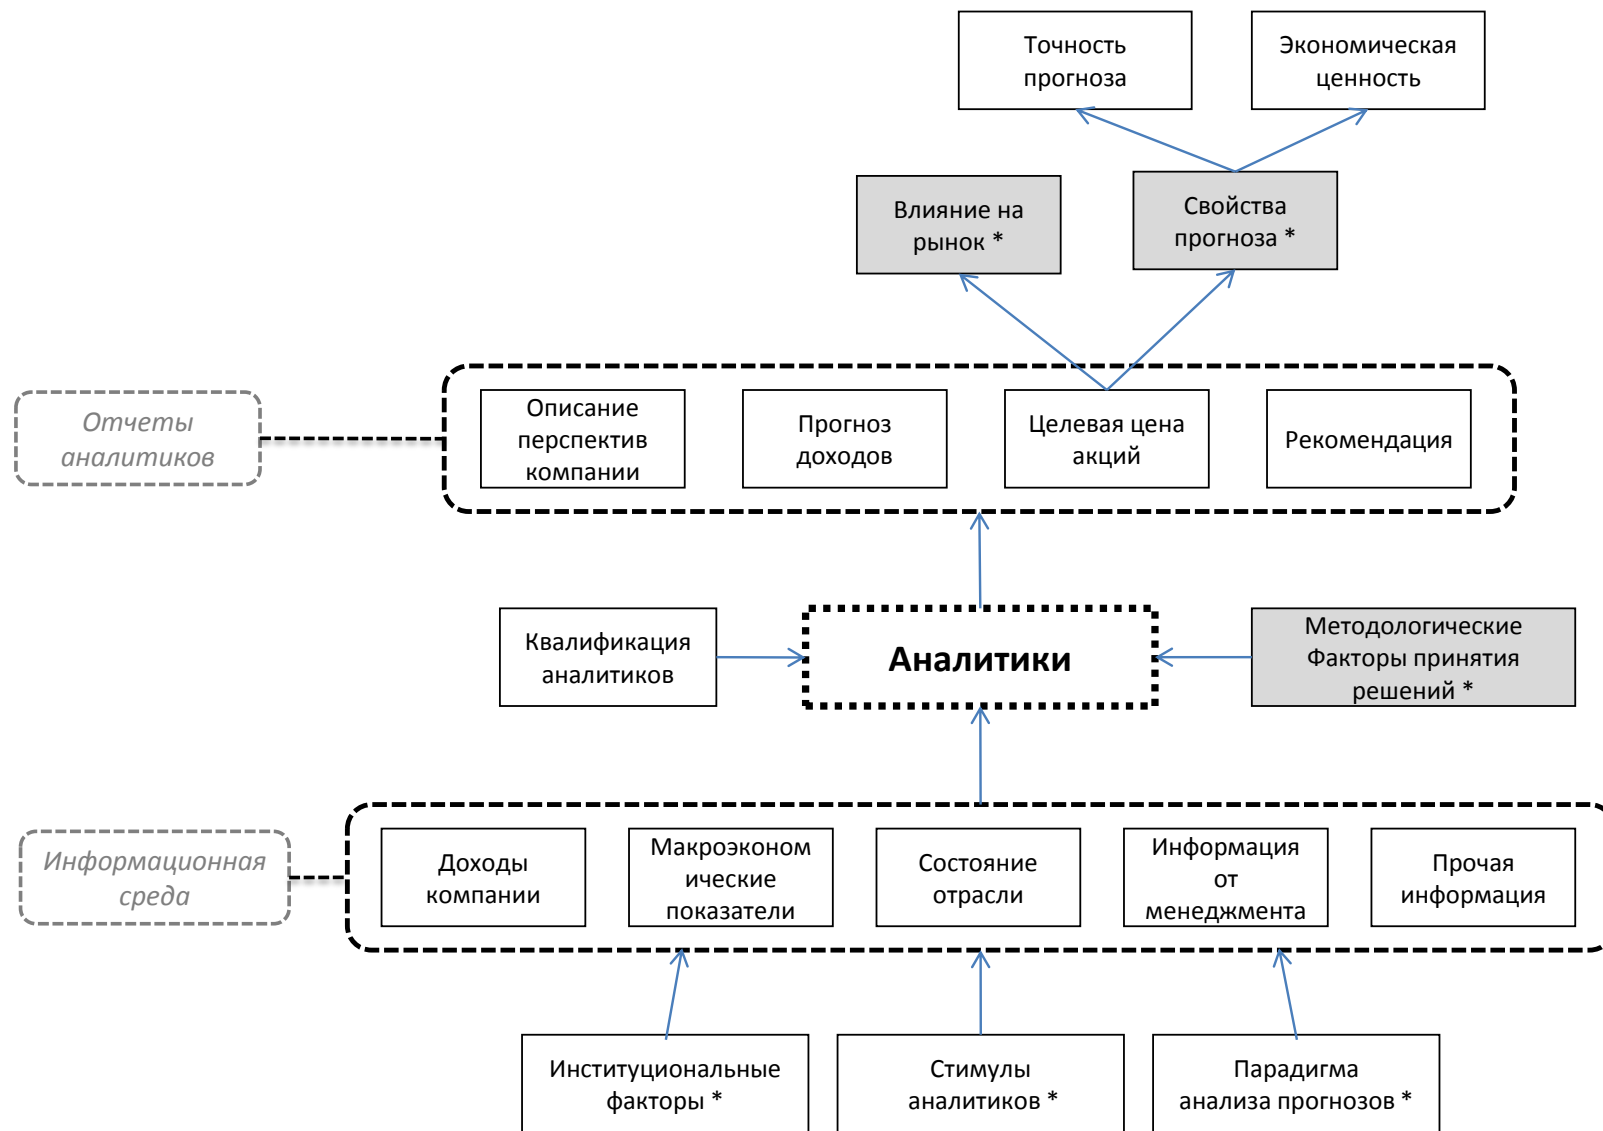 Точность
прогноза
Экономическая
ценность
Влияние на
рынок *
Свойства
прогноза *
Отчеты
аналитиков
Описание
перспектив
компании
Прогноз
доходов
Целевая цена
акций
Рекомендация
Квалификация
аналитиков
Аналитики
Методологические
Факторы принятия
решений *
Информационная
среда
Доходы
компании
Макроэконом
ические
показатели
Состояние
отрасли
Информация
от
менеджмента
Прочая
информация
Институциональные
факторы *
Стимулы
аналитиков *
Парадигма
анализа прогнозов *